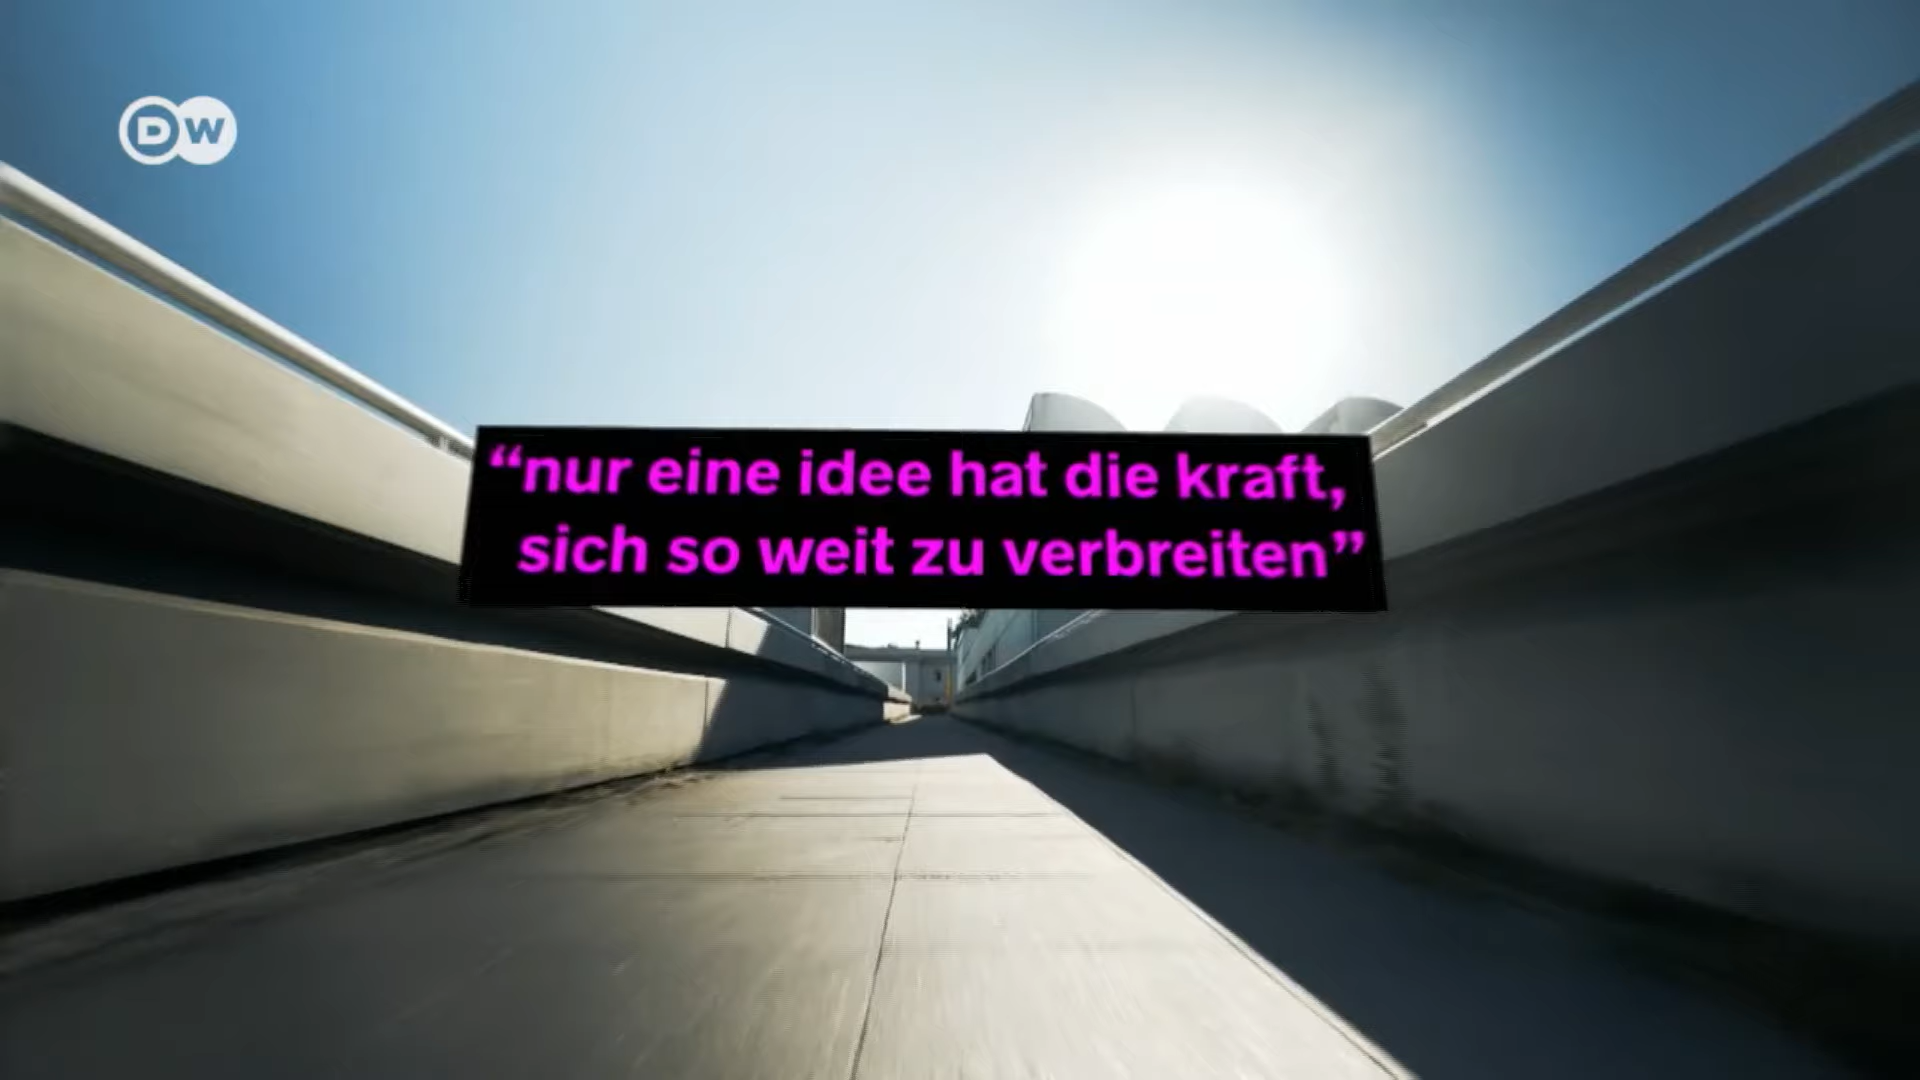 DW
“nur eine idee hat die kraft,
sich so weit zu verbreiten”